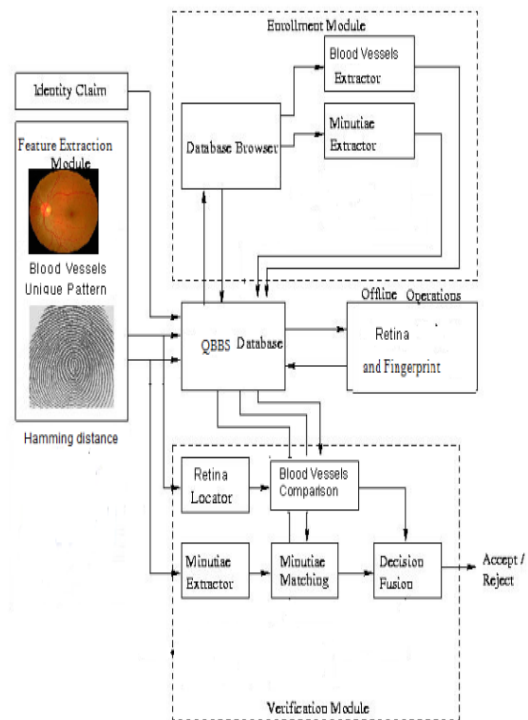 Enrollment Module
Blood Vessels
Extractor
Identity Claim
Database Browser
Minutiae
Extractor
Feature Extraction
Module
Blood Vessels
Unique Pattern
Hamming distance
QBBS Database
Offline Operations
Retina
and Fingerprint
Retina
Locator
Blood Vessels
Comparison
Minutiae
Extractor
Minutiae
Matching
Decision
Fusion
Accept /
Reject
Verification Module